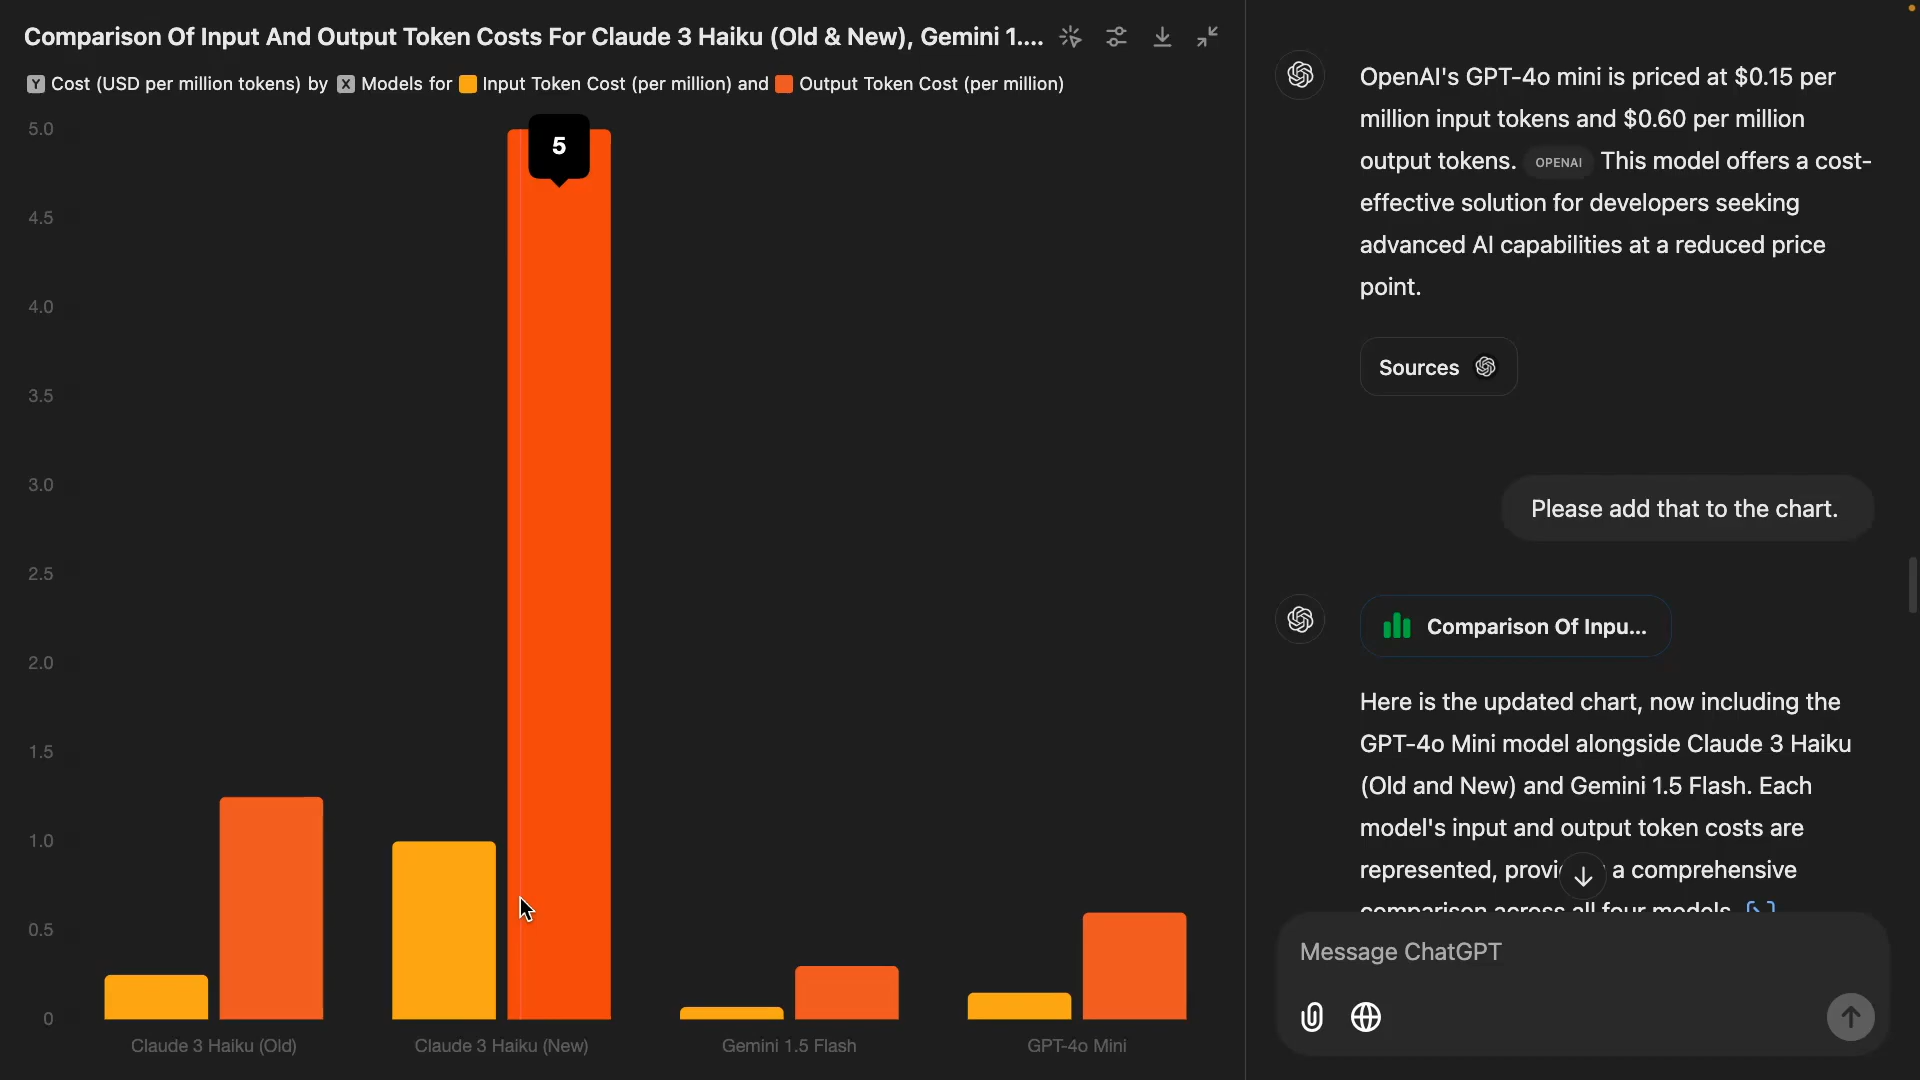 Comparison Of Input And Output Token Costs For Claude 3 Haiku (Old & New), Gemini 1....
Y Cost (USD per million tokens) by X Models for Input Token Cost (per million) and Output Token Cost (per million)
5.0
4.5
4.0
3.5
3.0
2.5
2.0
1.5
1.0
0.5
0
5
Claude 3 Haiku (Old)
Claude 3 Haiku (New)
Gemini 1.5 Flash
GPT-4o Mini
OpenAI's GPT-4o mini is priced at $0.15 per
million input tokens and $0.60 per million
output tokens. OPENAI This model offers a cost-
effective solution for developers seeking
advanced AI capabilities at a reduced price
point.
Sources
Please add that to the chart.
Comparison Of Inpu...
Here is the updated chart, now including the
GPT-4o Mini model alongside Claude 3 Haiku
(Old and New) and Gemini 1.5 Flash. Each
model's input and output token costs are
represented, provi a comprehensive
comparison across all four models.
Message ChatGPT